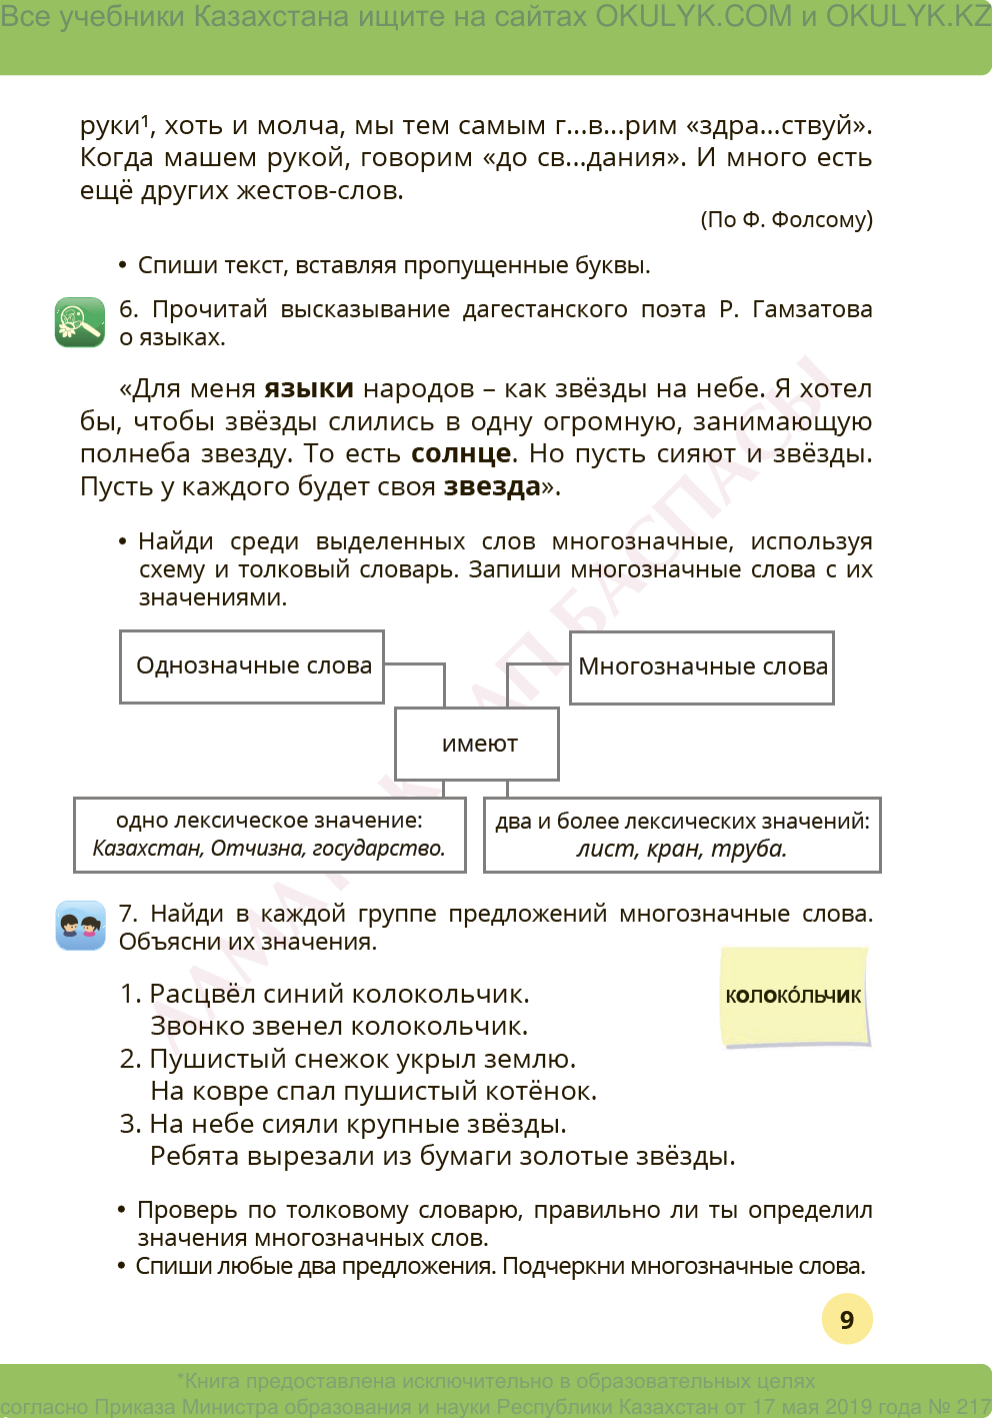 Все учебники Казахстана ищите на сайтах OKULYK.COM и OKULYK.KZ
руки¹, хоть и молча, мы тем самым г...в...рим «здра...ствуй».
Когда машем рукой, говорим «до св...дания». И много есть
ещё других жестов-слов.
(По Ф. Фолсому)
• Спиши текст, вставляя пропущенные буквы.
6. Прочитай высказывание дагестанского поэта Р. Гамзатова
о языках.
«Для меня языки народов – как звёзды на небе. Я хотел
бы, чтобы звёзды слились в одну огромную, занимающую
полнеба звезду. То есть солнце. Но пусть сияют и звёзды.
Пусть у каждого будет своя звезда».
• Найди среди выделенных слов многозначные, используя
схему и толковый словарь. Запиши многозначные слова с их
значениями.
Однозначные слова
Многозначные слова
имеют
одно лексическое значение:
Казахстан, Отчизна, государство.
два и более лексических значений:
лист, кран, труба.
7. Найди в каждой группе предложений многозначные слова.
Объясни их значения.
1. Расцвёл синий колокольчик.
Звонко звенел колокольчик.
колоко́льчик
2. Пушистый снежок укрыл землю.
На ковре спал пушистый котёнок.
3. На небе сияли крупные звёзды.
Ребята вырезали из бумаги золотые звёзды.
• Проверь по толковому словарю, правильно ли ты определил
значения многозначных слов.
• Спиши любые два предложения. Подчеркни многозначные слова.
9
*Книга предоставлена исключительно в образовательных целях
согласно Приказа Министра образования и науки Республики Казахстан от 17 мая 2019 года № 217